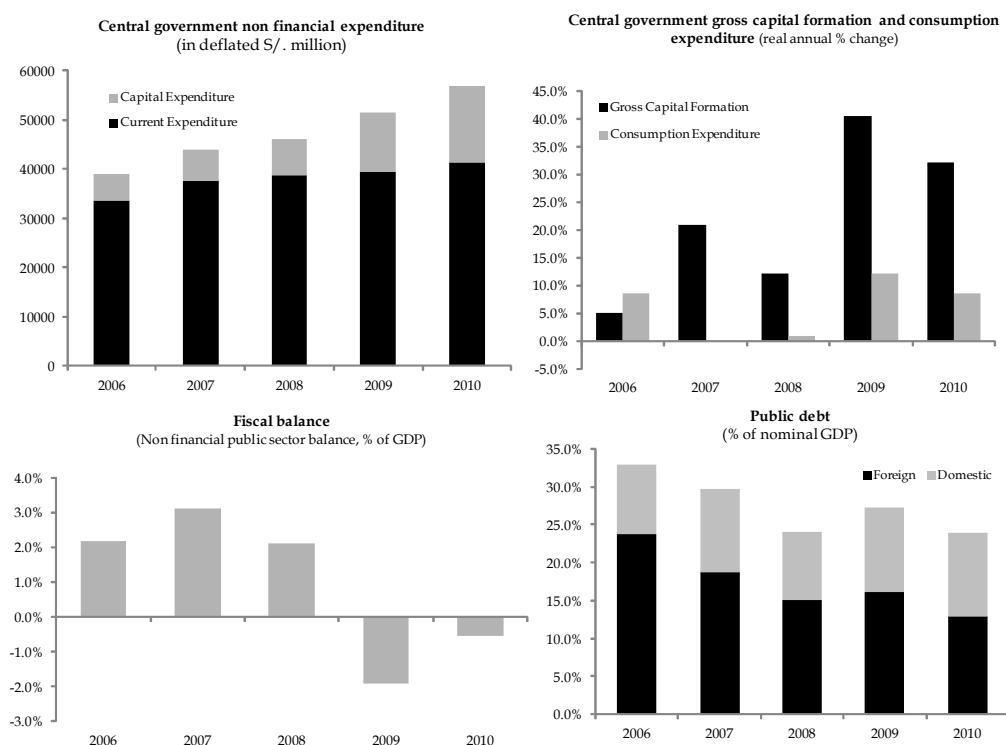 Central government non financial expenditure
(in deflated S/. million)
60000
50000
40000
30000
20000
10000
0
Capital Expenditure
Current Expenditure
2006 2007 2008 2009 2010
Central government gross capital formation and consumption
expenditure (real annual % change)
45.0%
40.0%
35.0%
30.0%
25.0%
20.0%
15.0%
10.0%
5.0%
0.0%
-5.0%
Gross Capital Formation
Consumption Expenditure
2006 2007 2008 2009 2010
Fiscal balance
(Non financial public sector balance, % of GDP)
4.0%
3.0%
2.0%
1.0%
0.0%
-1.0%
-2.0%
-3.0%
2006 2007 2008 2009 2010
Public debt
(% of nominal GDP)
35.0%
30.0%
25.0%
20.0%
15.0%
10.0%
5.0%
0.0%
Foreign Domestic
2006 2007 2008 2009 2010